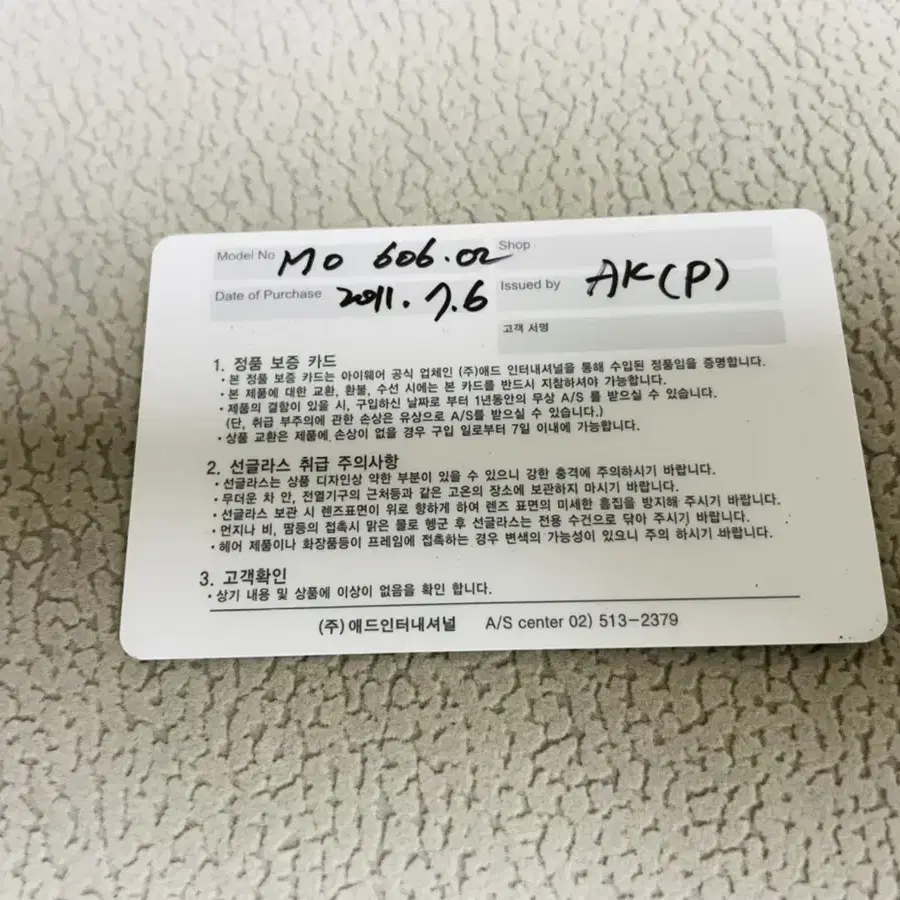 Model No MO 606.02 Shop
Date of Purchase 2011.7.6 Issued by AK(P)
고객 서명
1. 정품 보증 카드
· 본 정품 보증 카드는 아이웨어 공식 업체인 (주)애드 인터내셔널을 통해 수입된 정품임을 증명합니다.
· 본 제품에 대한 교환, 환불, 수선 시에는 본 카드를 반드시 지참하셔야 가능합니다.
· 제품의 결함이 있을 시, 구입하신 날짜로 부터 1년동안의 무상 A/S 를 받으실 수 있습니다.
(단, 취급 부주의에 관한 손상은 유상으로 A/S를 받으실 수 있습니다.)
· 상품 교환은 제품에 손상이 없을 경우 구입 일로부터 7일 이내에 가능합니다.
2. 선글라스 취급 주의사항
· 선글라스는 상품 디자인상 약한 부분이 있을 수 있으니 강한 충격에 주의하시기 바랍니다.
· 무더운 차 안, 전열기구의 근처등과 같은 고온의 장소에 보관하지 마시기 바랍니다.
· 선글라스 보관 시 렌즈표면이 위로 향하게 하여 렌즈 표면의 미세한 흠집을 방지해 주시기 바랍니다.
· 먼지나 비, 땀등의 접촉시 맑은 물로 헹군 후 선글라스는 전용 수건으로 닦아 주시기 바랍니다.
· 헤어 제품이나 화장품등이 프레임에 접촉하는 경우 변색의 가능성이 있으니 주의 하시기 바랍니다.
3. 고객확인
· 상기 내용 및 상품에 이상이 없음을 확인 합니다.
(주)애드인터내셔널 A/S center 02) 513-2379